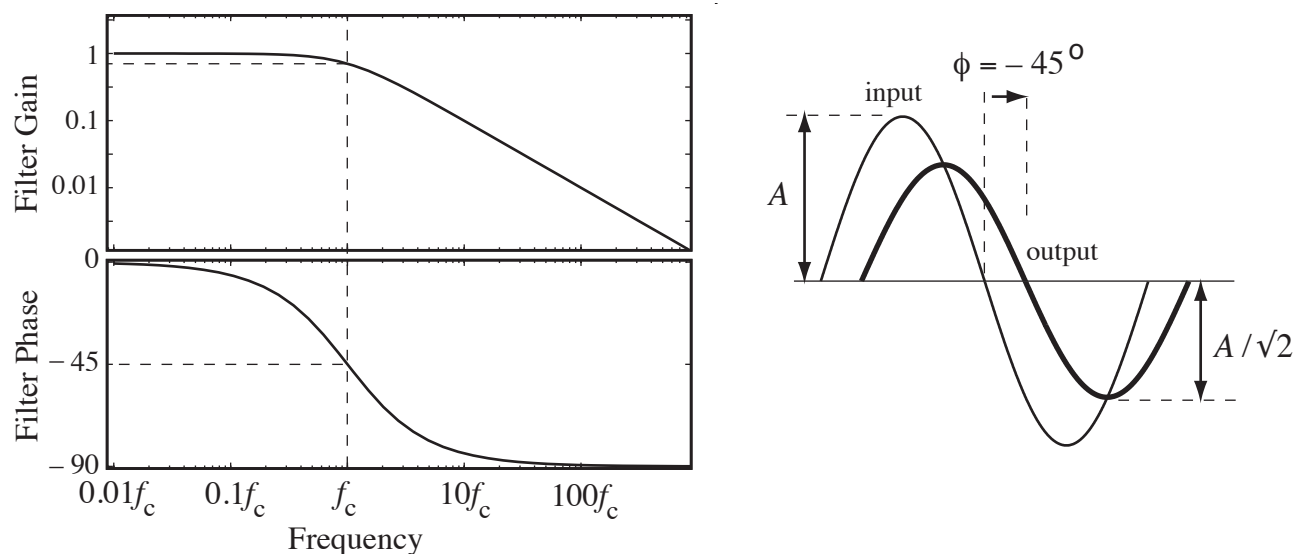 Filter Gain
1
0.1
0.01
0
Filter Phase
0
– 45
– 90
0.01fc
0.1fc
fc
10fc
100fc
Frequency
ϕ = – 45°
input
A
output
A / √2